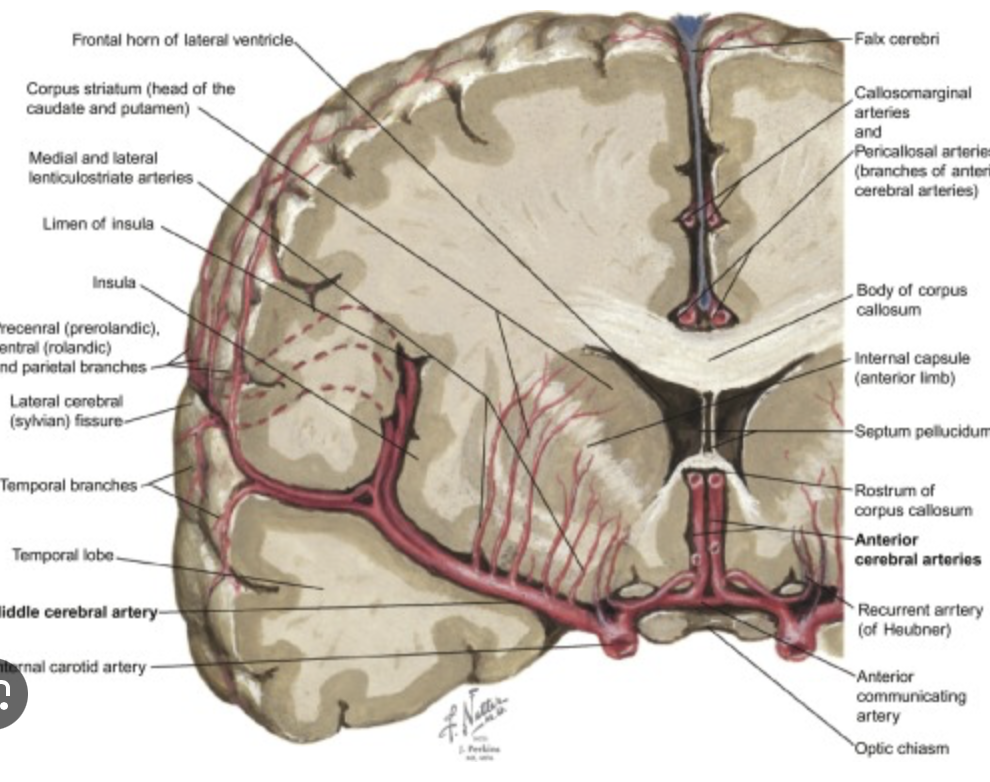 Frontal horn of lateral ventricle
Corpus striatum (head of the
caudate and putamen)
Medial and lateral
lenticulostriate arteries
Limen of insula
Insula
Precenral (prerolandic),
entral (rolandic)
nd parietal branches
Lateral cerebral
(sylvian) fissure
Temporal branches
Temporal lobe
iddle cerebral artery
nternal carotid artery
Falx cerebri
Callosomarginal
arteries
and
Pericallosal arteries
(branches of anteri
cerebral arteries)
Body of corpus
callosum
Internal capsule
(anterior limb)
Septum pellucidum
Rostrum of
corpus callosum
Anterior
cerebral arteries
Recurrent arrtery
(of Heubner)
Anterior
communicating
artery
Optic chiasm
F. Netter
M.D.
J. Perkins